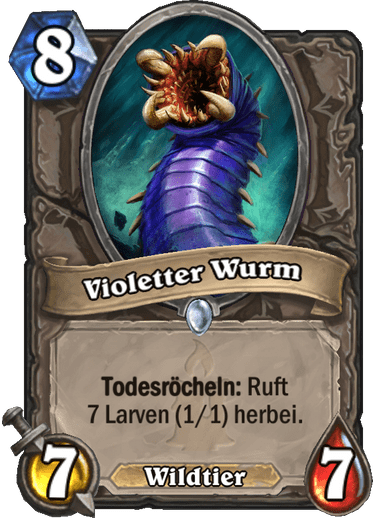 8
Violetter Wurm
Todesröcheln: Ruft
7 Larven (1/1) herbei.
7
Wildtier
7